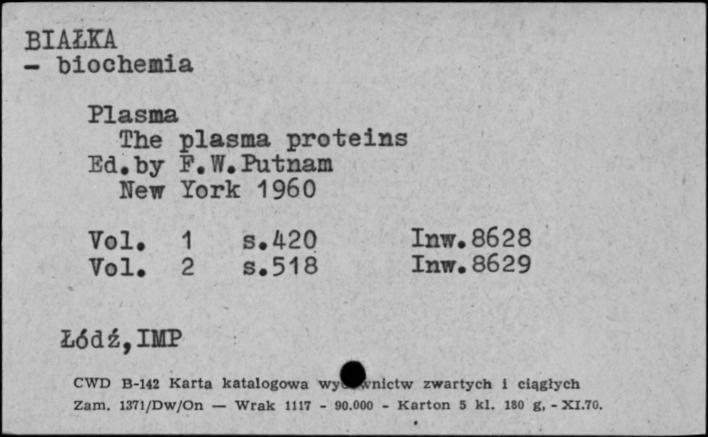 BIAŁKA
- biochemia
Plasma
The plasma proteins
Ed.by F.W.Putnam
New York 1960
Vol. 1 s.420 Inw.8628
Vol. 2 s.518 Inw.8629
Łódź,IMP
CWD B-142 Karta katalogowa zwartych i ciągłych
Zam. 1371/Dw/On — Wrak 1117 - 90.000 - Karton 5 kl. 180 g, - XI.70.